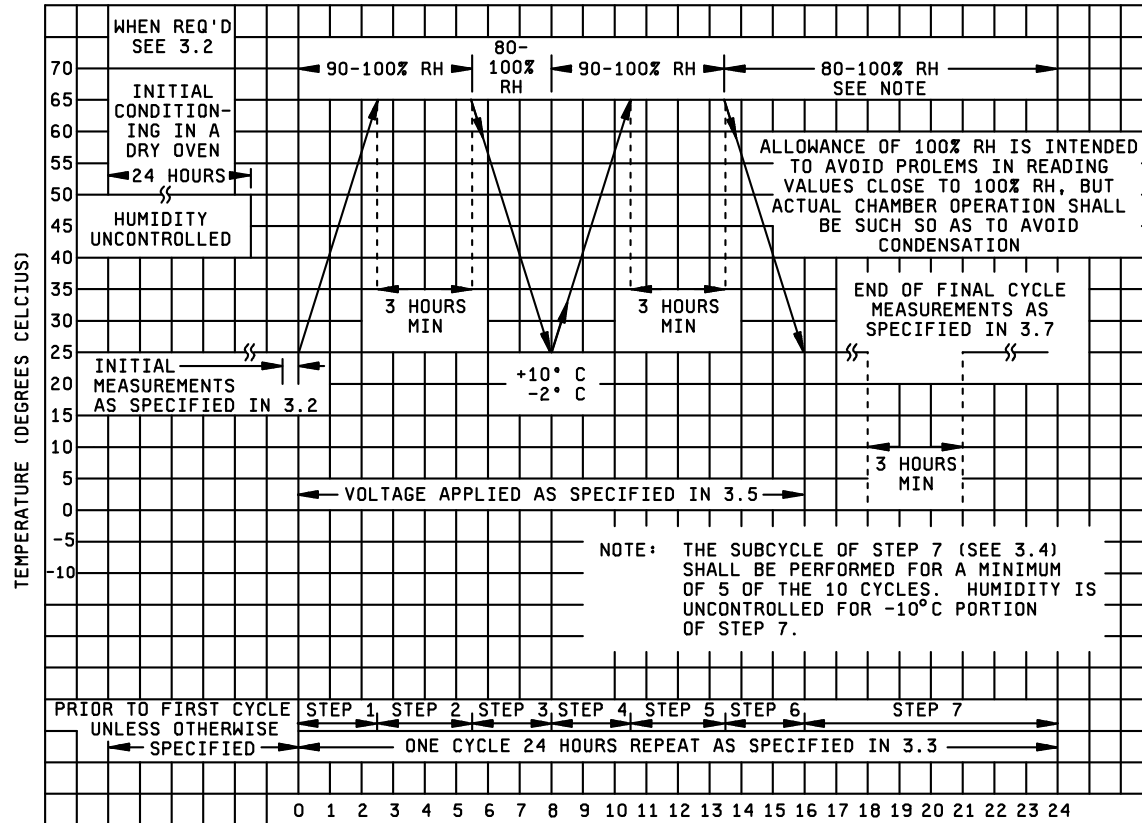 WHEN REQ'D
SEE 3.2
INITIAL
CONDITION-
ING IN A
DRY OVEN
24 HOURS
HUMIDITY
UNCONTROLLED
90-100% RH
80-
100%
RH
90-100% RH
80-100% RH
SEE NOTE
ALLOWANCE OF 100% RH IS INTENDED
TO AVOID PROLEMS IN READING
VALUES CLOSE TO 100% RH, BUT
ACTUAL CHAMBER OPERATION SHALL
BE SUCH SO AS TO AVOID
CONDENSATION
3 HOURS
MIN
3 HOURS
MIN
END OF FINAL CYCLE
MEASUREMENTS AS
SPECIFIED IN 3.7
INITIAL
MEASUREMENTS
AS SPECIFIED IN 3.2
+10° C
-2° C
3 HOURS
MIN
VOLTAGE APPLIED AS SPECIFIED IN 3.5
NOTE: THE SUBCYCLE OF STEP 7 (SEE 3.4)
SHALL BE PERFORMED FOR A MINIMUM
OF 5 OF THE 10 CYCLES. HUMIDITY IS
UNCONTROLLED FOR -10°C PORTION
OF STEP 7.
TEMPERATURE (DEGREES CELCIUS)
70
65
60
55
50
45
40
35
30
25
20
15
10
5
0
-5
-10
PRIOR TO FIRST CYCLE
UNLESS OTHERWISE
SPECIFIED
STEP 1 STEP 2 STEP 3 STEP 4 STEP 5 STEP 6 STEP 7
ONE CYCLE 24 HOURS REPEAT AS SPECIFIED IN 3.3
0 1 2 3 4 5 6 7 8 9 10 11 12 13 14 15 16 17 18 19 20 21 22 23 24